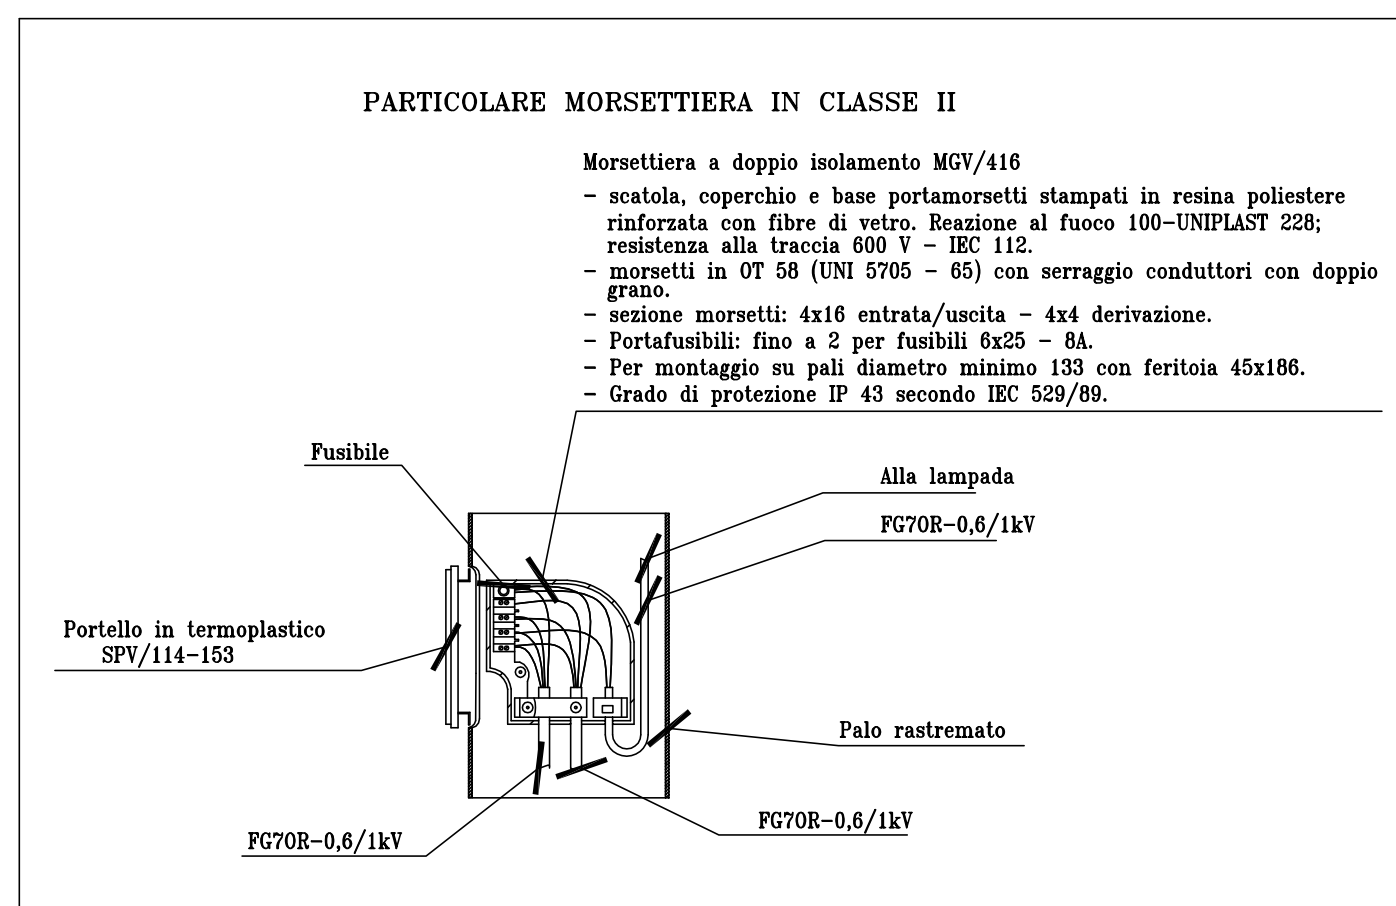 PARTICOLARE MORSETTIERA IN CLASSE II
Morsettiera a doppio isolamento MGV/416
- scatola, coperchio e base portamorsetti stampati in resina poliestere
rinforzata con fibre di vetro. Reazione al fuoco 100-UNIPLAST 228;
resistenza alla traccia 600 V - IEC 112.
- morsetti in OT 58 (UNI 5705 - 65) con serraggio conduttori con doppio
grano.
- sezione morsetti: 4x16 entrata/uscita - 4x4 derivazione.
- Portafusibili: fino a 2 per fusibili 6x25 - 8A.
- Per montaggio su pali diametro minimo 133 con feritoia 45x186.
- Grado di protezione IP 43 secondo IEC 529/89.
Fusibile
Alla lampada
FG7OR-0,6/1kV
Portello in termoplastico
SPV/114-153
Palo rastremato
FG7OR-0,6/1kV
FG7OR-0,6/1kV